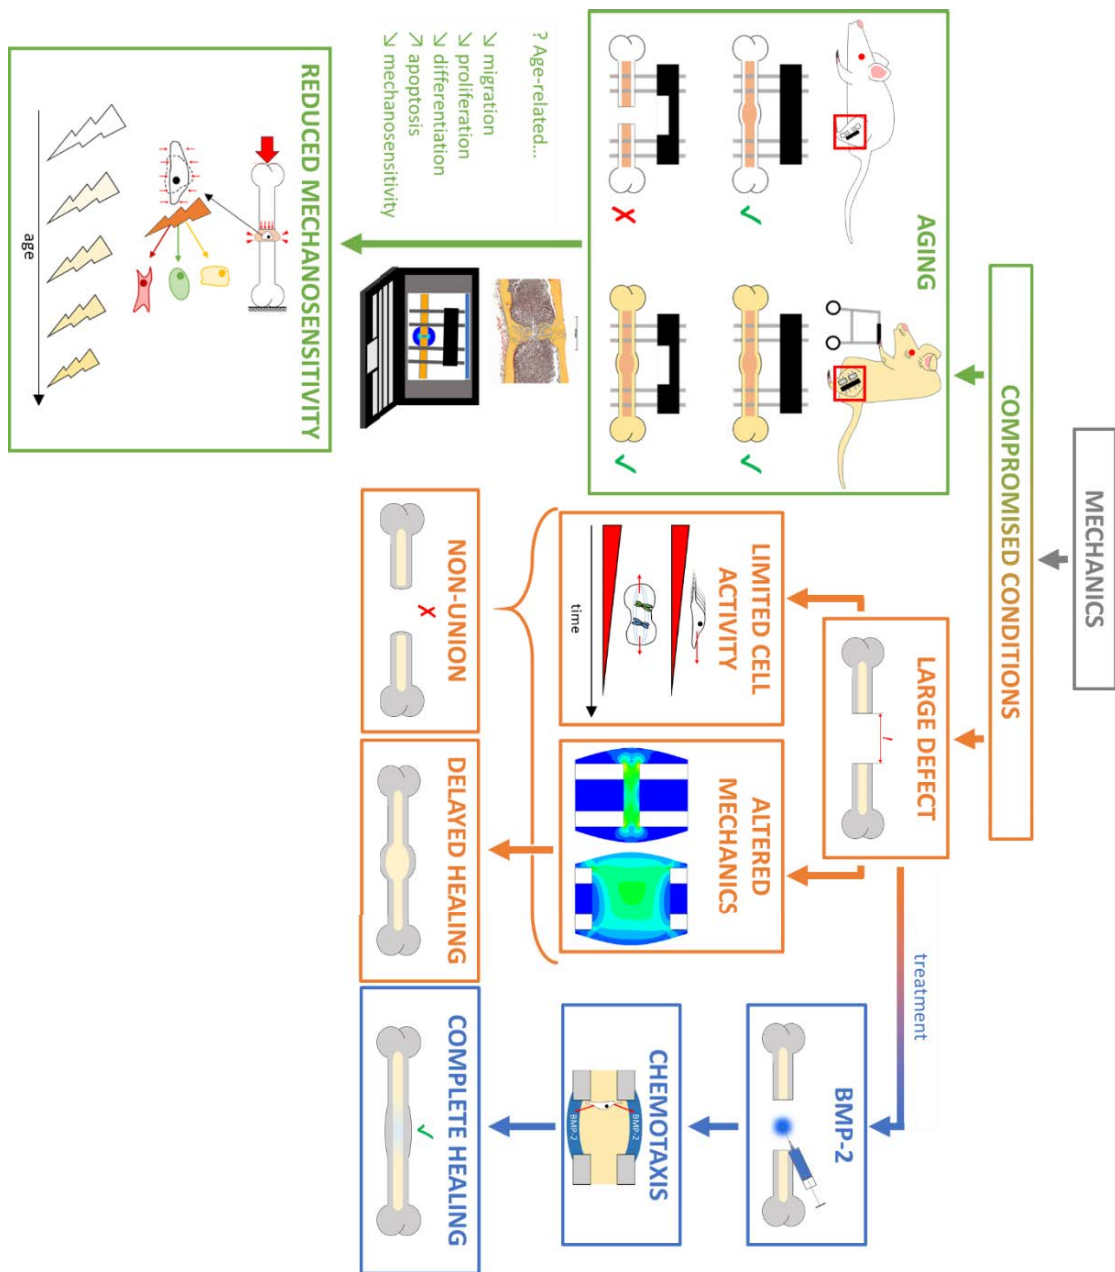 MECHANICS
COMPROMISED CONDITIONS
AGING
? Age-related...
↘ migration
↘ proliferation
↘ differentiation
↗ apoptosis
↘ mechanosensitivity
REDUCED MECHANOSENSITIVITY
age
LARGE DEFECT
l
LIMITED CELL
ACTIVITY
time
ALTERED
MECHANICS
NON-UNION
DELAYED HEALING
treatment
BMP-2
CHEMOTAXIS
BMP-2
BMP-2
COMPLETE HEALING